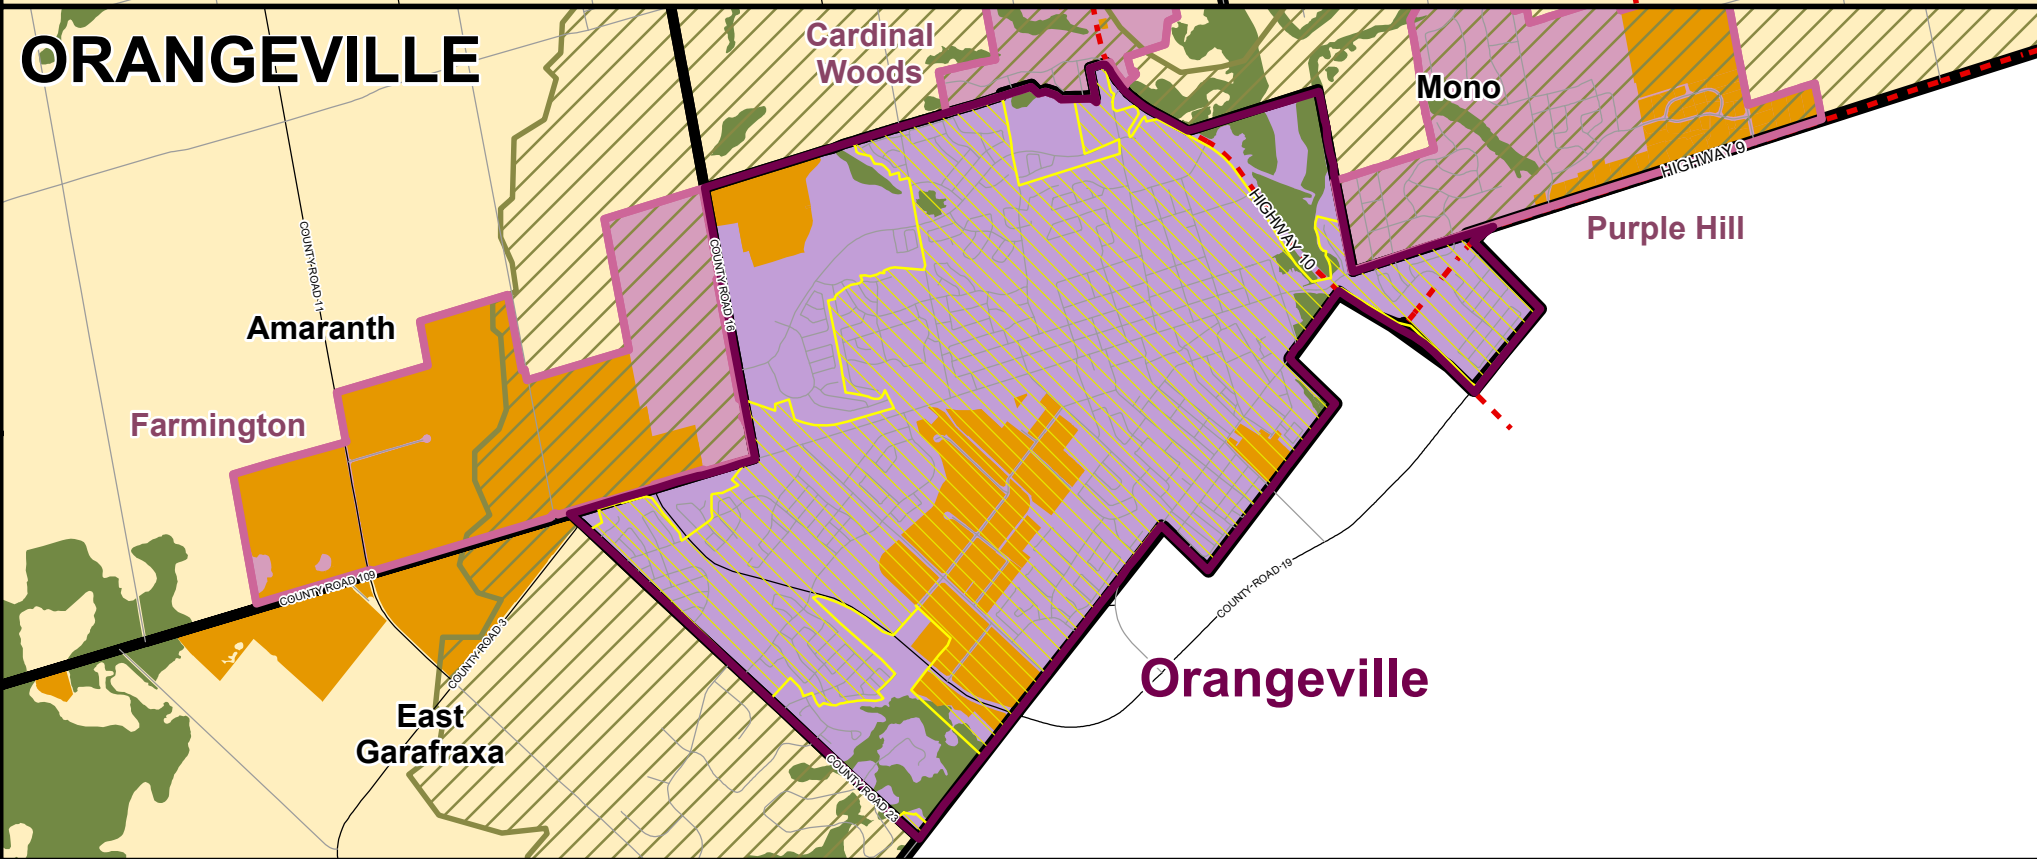 ORANGEVILLE
Cardinal
Woods
Mono
HIGHWAY 9
Purple Hill
HIGHWAY 10
COUNTY-ROAD-11
COUNTY ROAD 16
Amaranth
Farmington
COUNTY ROAD 109
COUNTY-ROAD 3
COUNTY-ROAD-19
Orangeville
East
Garafraxa
COUNTY ROAD 23